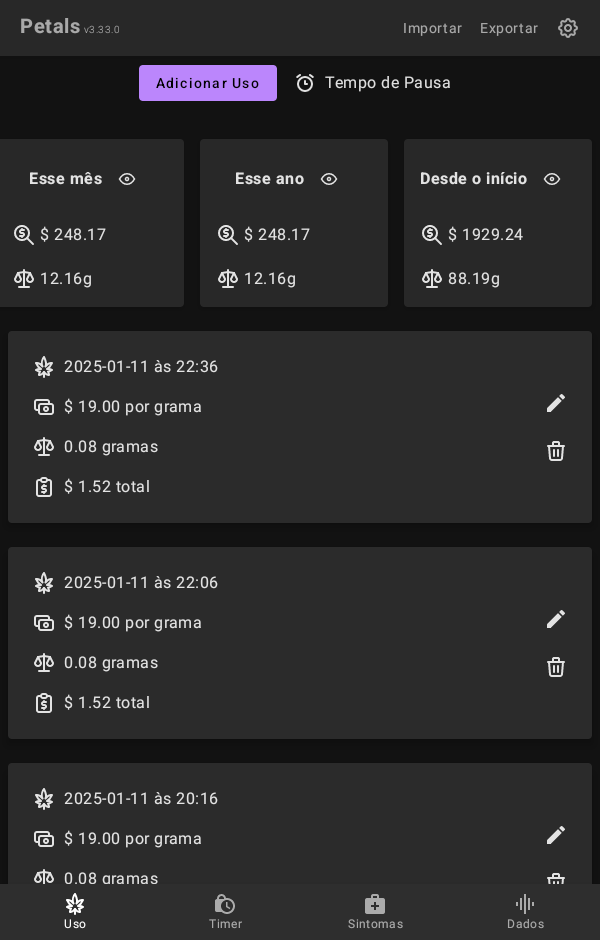 Petals v3.33.0
Importar
Exportar
Adicionar Uso
Tempo de Pausa
Esse mês
$ 248.17
12.16g
Esse ano
$ 248.17
12.16g
Desde o início
$ 1929.24
88.19g
2025-01-11 às 22:36
$ 19.00 por grama
0.08 gramas
$ 1.52 total
2025-01-11 às 22:06
$ 19.00 por grama
0.08 gramas
$ 1.52 total
2025-01-11 às 20:16
$ 19.00 por grama
0.08 gramas
Uso
Timer
Sintomas
Dados